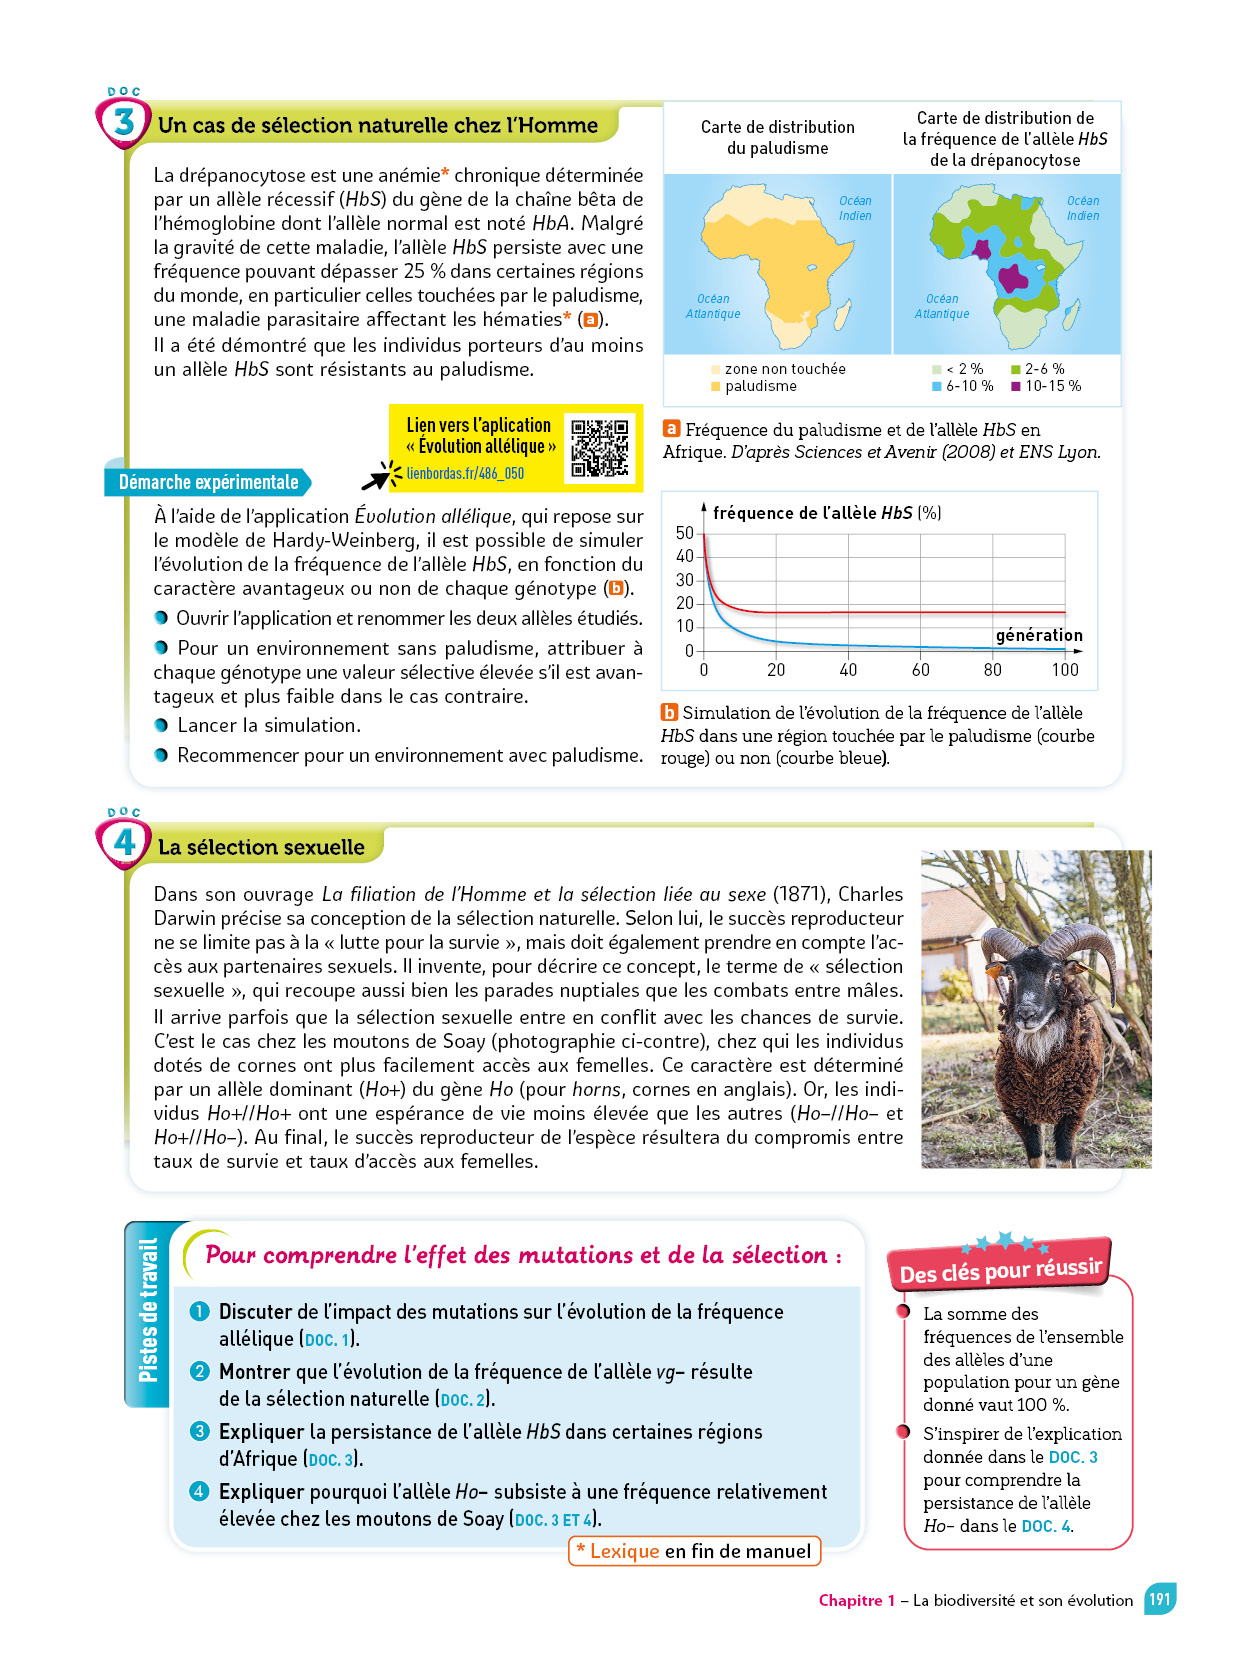 DOC
3
Un cas de sélection naturelle chez l'Homme
La drépanocytose est une anémie* chronique déterminée
par un allèle récessif (HbS) du gène de la chaîne bêta de
l'hémoglobine dont l'allèle normal est noté HbA. Malgré
la gravité de cette maladie, l'allèle HbS persiste avec une
fréquence pouvant dépasser 25 % dans certaines régions
du monde, en particulier celles touchées par le paludisme,
une maladie parasitaire affectant les hématies* (a).
Il a été démontré que les individus porteurs d'au moins
un allèle HbS sont résistants au paludisme.
Lien vers l'aplication
« Évolution allélique »
lienbordas.fr/486_050
Démarche expérimentale
À l'aide de l'application Évolution allélique, qui repose sur
le modèle de Hardy-Weinberg, il est possible de simuler
l'évolution de la fréquence de l'allèle HbS, en fonction du
caractère avantageux ou non de chaque génotype (b).
Ouvrir l'application et renommer les deux allèles étudiés.
Pour un environnement sans paludisme, attribuer à
chaque génotype une valeur sélective élevée s'il est avan-
tageux et plus faible dans le cas contraire.
Lancer la simulation.
Recommencer pour un environnement avec paludisme.
Carte de distribution
du paludisme
Océan
Indien
Océan
Atlantique
zone non touchée
paludisme
Carte de distribution de
la fréquence de l'allèle HbS
de la drépanocytose
Océan
Indien
Océan
Atlantique
< 2 % 2-6 %
6-10 % 10-15 %
a Fréquence du paludisme et de l'allèle HbS en
Afrique. D'après Sciences et Avenir (2008) et ENS Lyon.
fréquence de l'allèle HbS (%)
50
40
30
20
10
0
génération
0 20 40 60 80 100
b Simulation de l'évolution de la fréquence de l'allèle
HbS dans une région touchée par le paludisme (courbe
rouge) ou non (courbe bleue).
DOC
4
La sélection sexuelle
Dans son ouvrage La filiation de l'Homme et la sélection liée au sexe (1871), Charles
Darwin précise sa conception de la sélection naturelle. Selon lui, le succès reproducteur
ne se limite pas à la « lutte pour la survie », mais doit également prendre en compte l'ac-
cès aux partenaires sexuels. Il invente, pour décrire ce concept, le terme de « sélection
sexuelle », qui recoupe aussi bien les parades nuptiales que les combats entre mâles.
Il arrive parfois que la sélection sexuelle entre en conflit avec les chances de survie.
C'est le cas chez les moutons de Soay (photographie ci-contre), chez qui les individus
dotés de cornes ont plus facilement accès aux femelles. Ce caractère est déterminé
par un allèle dominant (Ho+) du gène Ho (pour horns, cornes en anglais). Or, les indi-
vidus Ho+//Ho+ ont une espérance de vie moins élevée que les autres (Ho–//Ho– et
Ho+//Ho–). Au final, le succès reproducteur de l'espèce résultera du compromis entre
taux de survie et taux d'accès aux femelles.
Pistes de travail
Pour comprendre l'effet des mutations et de la sélection :
1 Discuter de l'impact des mutations sur l'évolution de la fréquence
allélique (DOC. 1).
2 Montrer que l'évolution de la fréquence de l'allèle vg– résulte
de la sélection naturelle (DOC. 2).
3 Expliquer la persistance de l'allèle HbS dans certaines régions
d'Afrique (DOC. 3).
4 Expliquer pourquoi l'allèle Ho– subsiste à une fréquence relativement
élevée chez les moutons de Soay (DOC. 3 ET 4).
* Lexique en fin de manuel
Des clés pour réussir
La somme des
fréquences de l'ensemble
des allèles d'une
population pour un gène
donné vaut 100 %.
S'inspirer de l'explication
donnée dans le DOC. 3
pour comprendre la
persistance de l'allèle
Ho– dans le DOC. 4.
Chapitre 1 – La biodiversité et son évolution 191